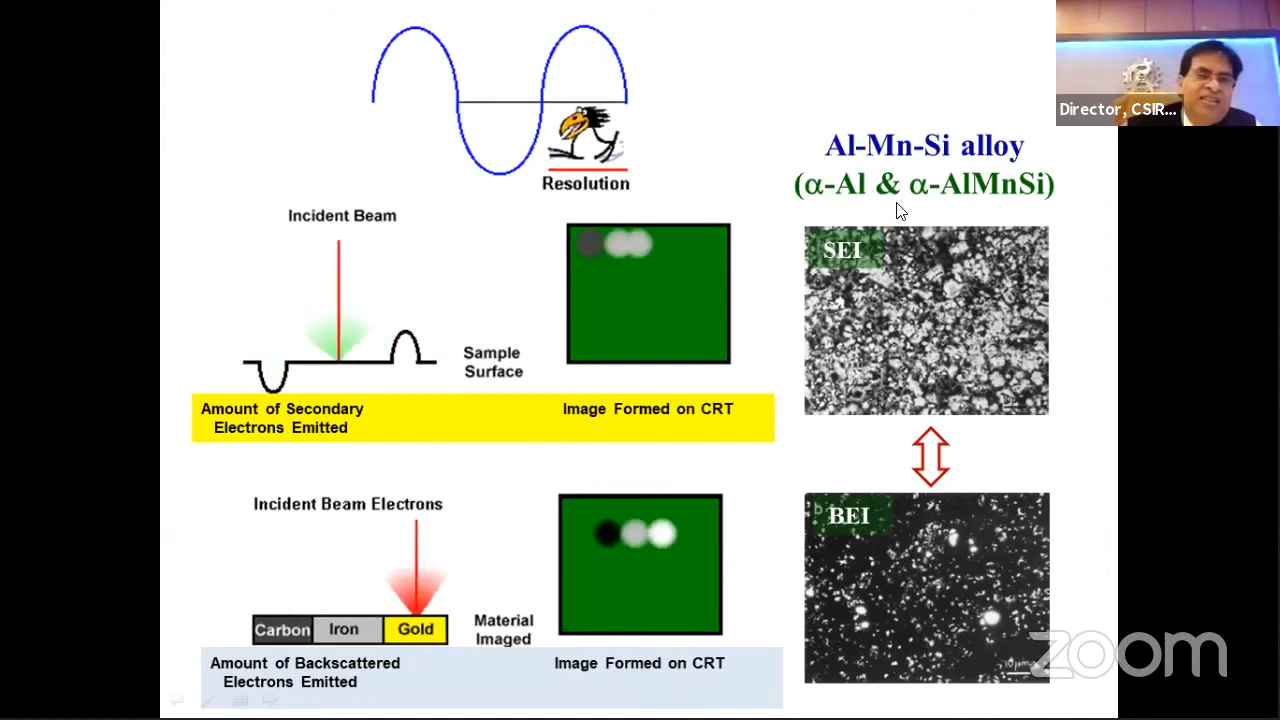 Director, CSIR...
Resolution
Al-Mn-Si alloy
(α-Al & α-AlMnSi)
Incident Beam
Sample
Surface
Amount of Secondary
Electrons Emitted
Image Formed on CRT
SEI
Incident Beam Electrons
Carbon Iron Gold
Material
Imaged
Amount of Backscattered
Electrons Emitted
Image Formed on CRT
b
BEI
10μm
zoom